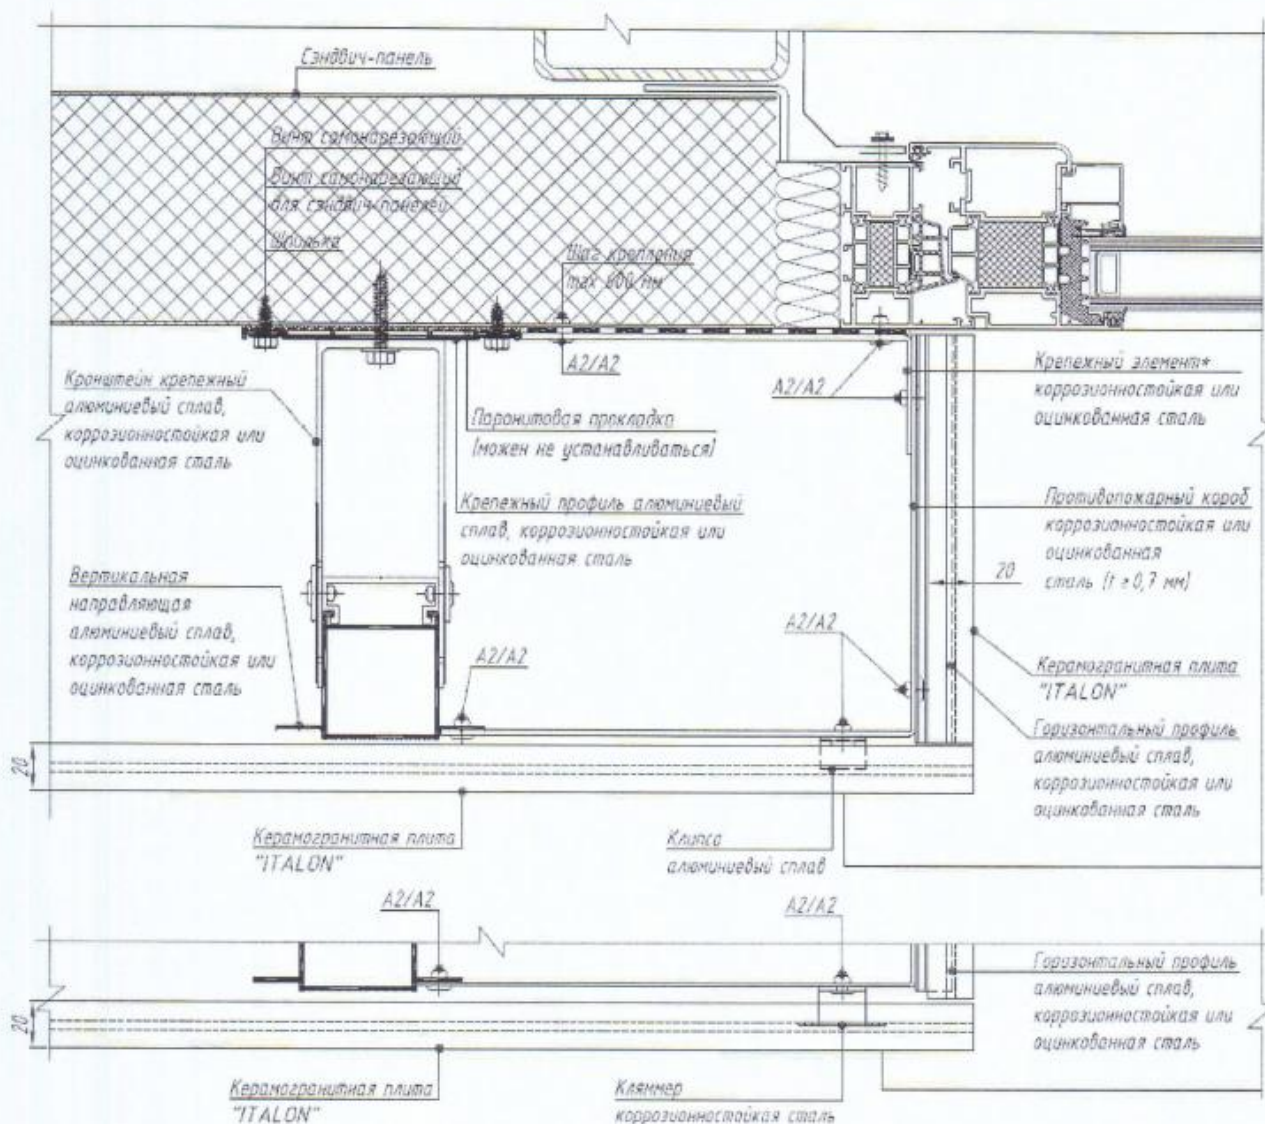 Сэндвич-панель
Винт самонарезающий
Винт самонарезающий
для сэндвич-панелей
Шпилька
Шаг крепления
max 600 мм
A2/A2
A2/A2
Кронштейн крепежный
алюминиевый сплав,
коррозионностойкая или
оцинкованная сталь
Паронитовая прокладка
(может не устанавливаться)
Крепежный профиль алюминиевый
сплав, коррозионностойкая или
оцинкованная сталь
Крепежный элемент*
коррозионностойкая или
оцинкованная сталь
Противопожарный короб
коррозионностойкая или
оцинкованная
сталь (t ≥ 0,7 мм)
20
Вертикальная
направляющая
алюминиевый сплав,
коррозионностойкая или
оцинкованная сталь
A2/A2
A2/A2
Керамогранитная плита
"ITALON"
Горизонтальный профиль
алюминиевый сплав,
коррозионностойкая или
оцинкованная сталь
20
Керамогранитная плита
"ITALON"
Клипса
алюминиевый сплав
A2/A2
A2/A2
Горизонтальный профиль
алюминиевый сплав,
коррозионностойкая или
оцинкованная сталь
20
Керамогранитная плита
"ITALON"
Кляммер
коррозионностойкая сталь